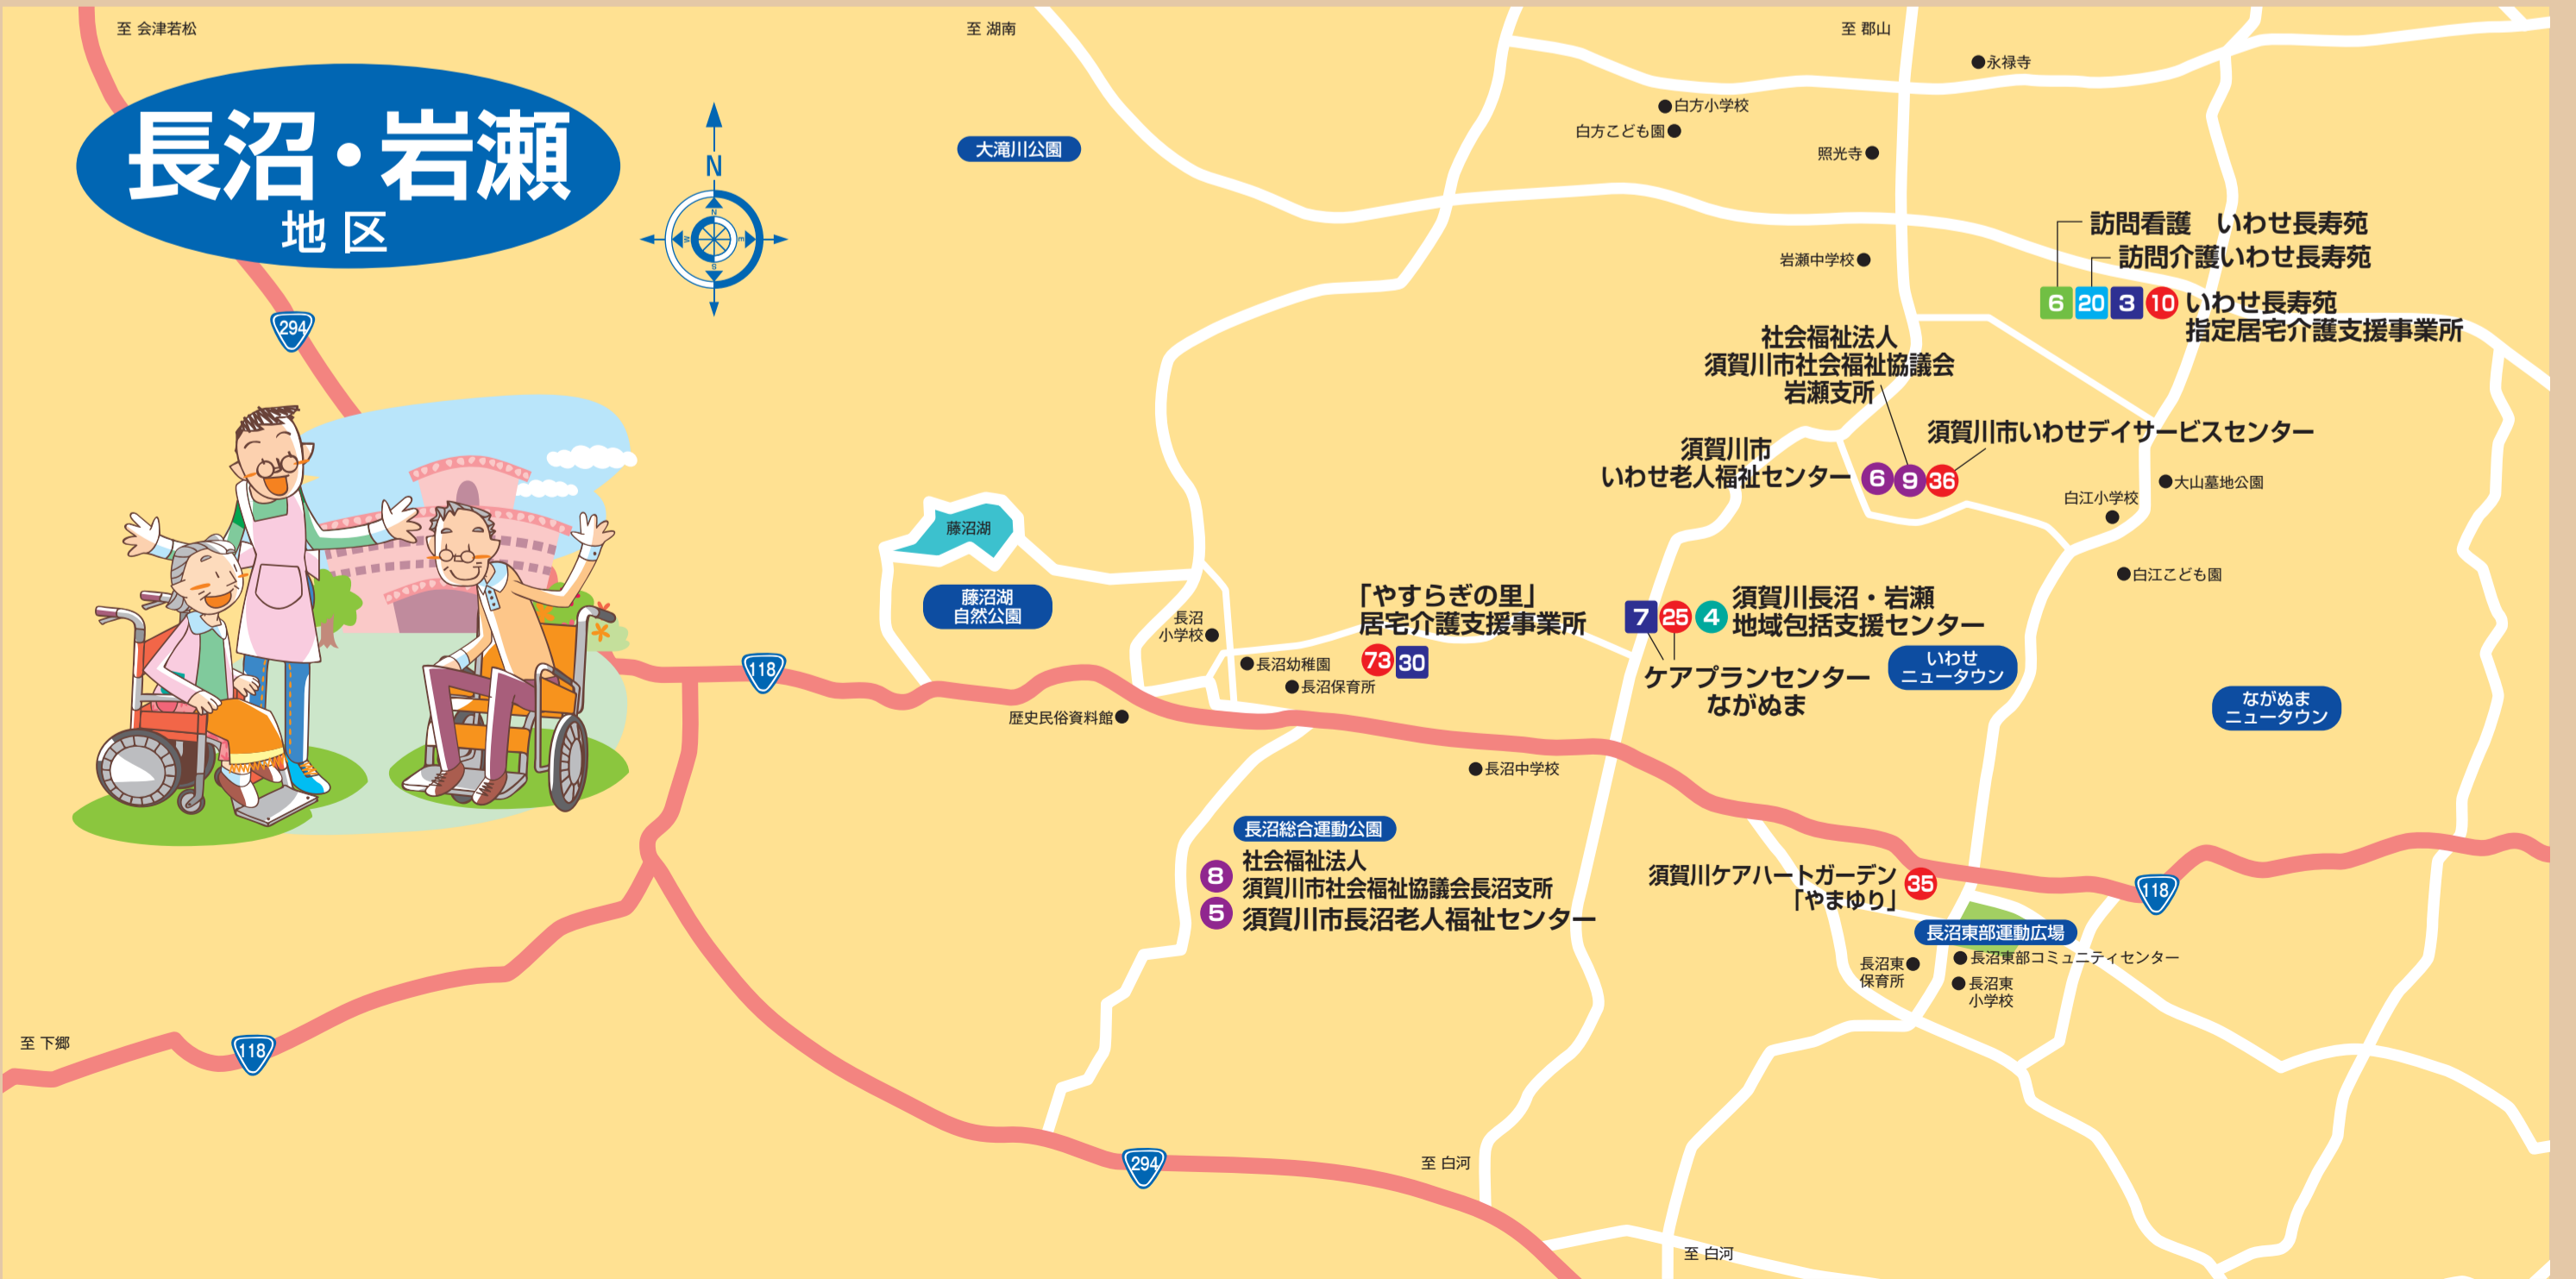 至 会津若松
至 湖南
至 郡山
長沼・岩瀬
地区
N
N
W
E
S
294
大滝川公園
永禄寺
白方小学校
白方こども園
照光寺
岩瀬中学校
訪問看護 いわせ長寿苑
訪問介護いわせ長寿苑
6 20 3 10 いわせ長寿苑
指定居宅介護支援事業所
社会福祉法人
須賀川市社会福祉協議会
岩瀬支所
須賀川市いわせデイサービスセンター
須賀川市
いわせ老人福祉センター 6 9 36
大山墓地公園
白江小学校
白江こども園
藤沼湖
藤沼湖
自然公園
長沼
小学校
長沼幼稚園
長沼保育所
歴史民俗資料館
「やすらぎの里」
居宅介護支援事業所
73 30
7 25 4 須賀川長沼・岩瀬
地域包括支援センター
ケアプランセンター
ながぬま
いわせ
ニュータウン
ながぬま
ニュータウン
118
長沼中学校
長沼総合運動公園
8 社会福祉法人
須賀川市社会福祉協議会長沼支所
5 須賀川市長沼老人福祉センター
須賀川ケアハートガーデン
「やまゆり」 35
118
長沼東部運動広場
長沼東部コミュニティセンター
長沼東
保育所
長沼東
小学校
至 下郷
118
294
至 白河
至 白河